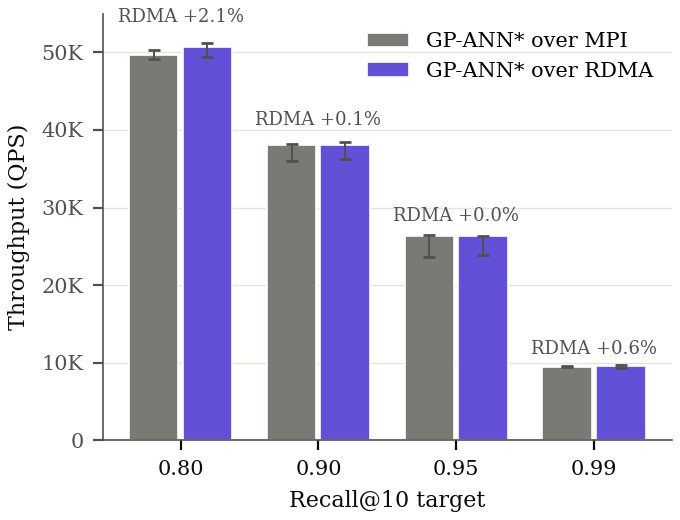 RDMA +2.1%
GP-ANN* over MPI
GP-ANN* over RDMA
RDMA +0.1%
RDMA +0.0%
RDMA +0.6%
Throughput (QPS)
50K
40K
30K
20K
10K
0
0.80 0.90 0.95 0.99
Recall@10 target